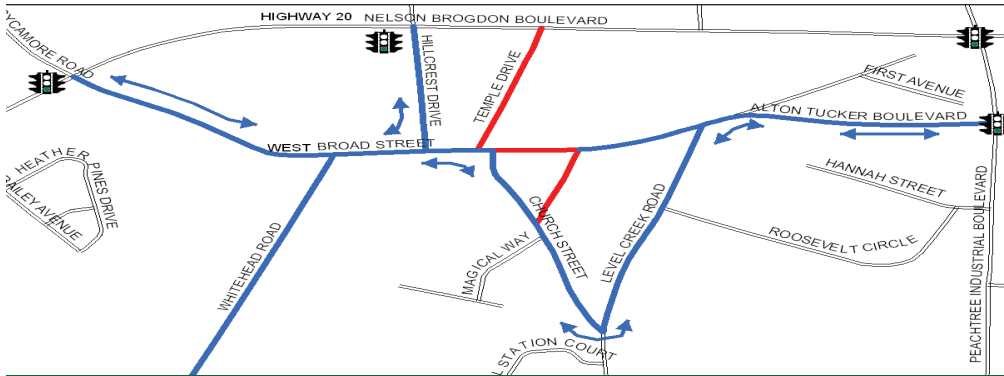 HIGHWAY 20 NELSON BROGDON BOULEVARD
SYCAMORE ROAD
HILLCREST DRIVE
TEMPLE DRIVE
FIRST AVENUE
ALTON TUCKER BOULEVARD
WEST BROAD STREET
HEATHER PINES DRIVE
BAILEY AVENUE
HANNAH STREET
CHURCH STREET
LEVEL CREEK ROAD
ROOSEVELT CIRCLE
MAGICAL WAY
WHITEHEAD ROAD
PEACHTREE INDUSTRIAL BOULEVARD
L STATION COURT